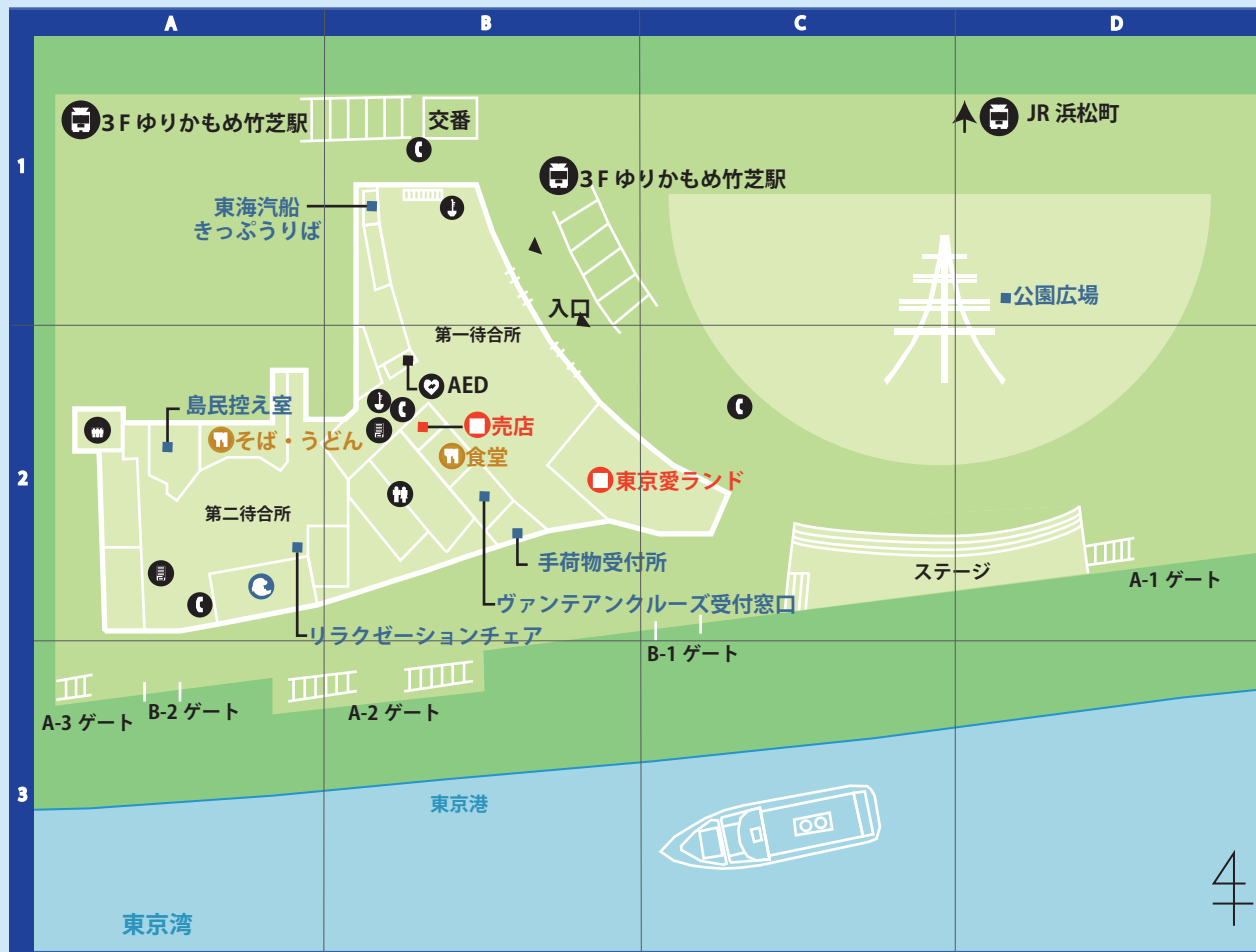 A
B
C
D
1
2
3
3 F ゆりかもめ竹芝駅
交番
JR 浜松町
3 F ゆりかもめ竹芝駅
東海汽船
きっぷうりば
公園広場
入口
第一待合所
AED
島民控え室
売店
そば・うどん
食堂
東京愛ランド
第二待合所
手荷物受付所
ステージ
A-1 ゲート
ヴァンテアンクルーズ受付窓口
リラクゼーションチェア
B-1 ゲート
A-3 ゲート
B-2 ゲート
A-2 ゲート
東京港
東京湾